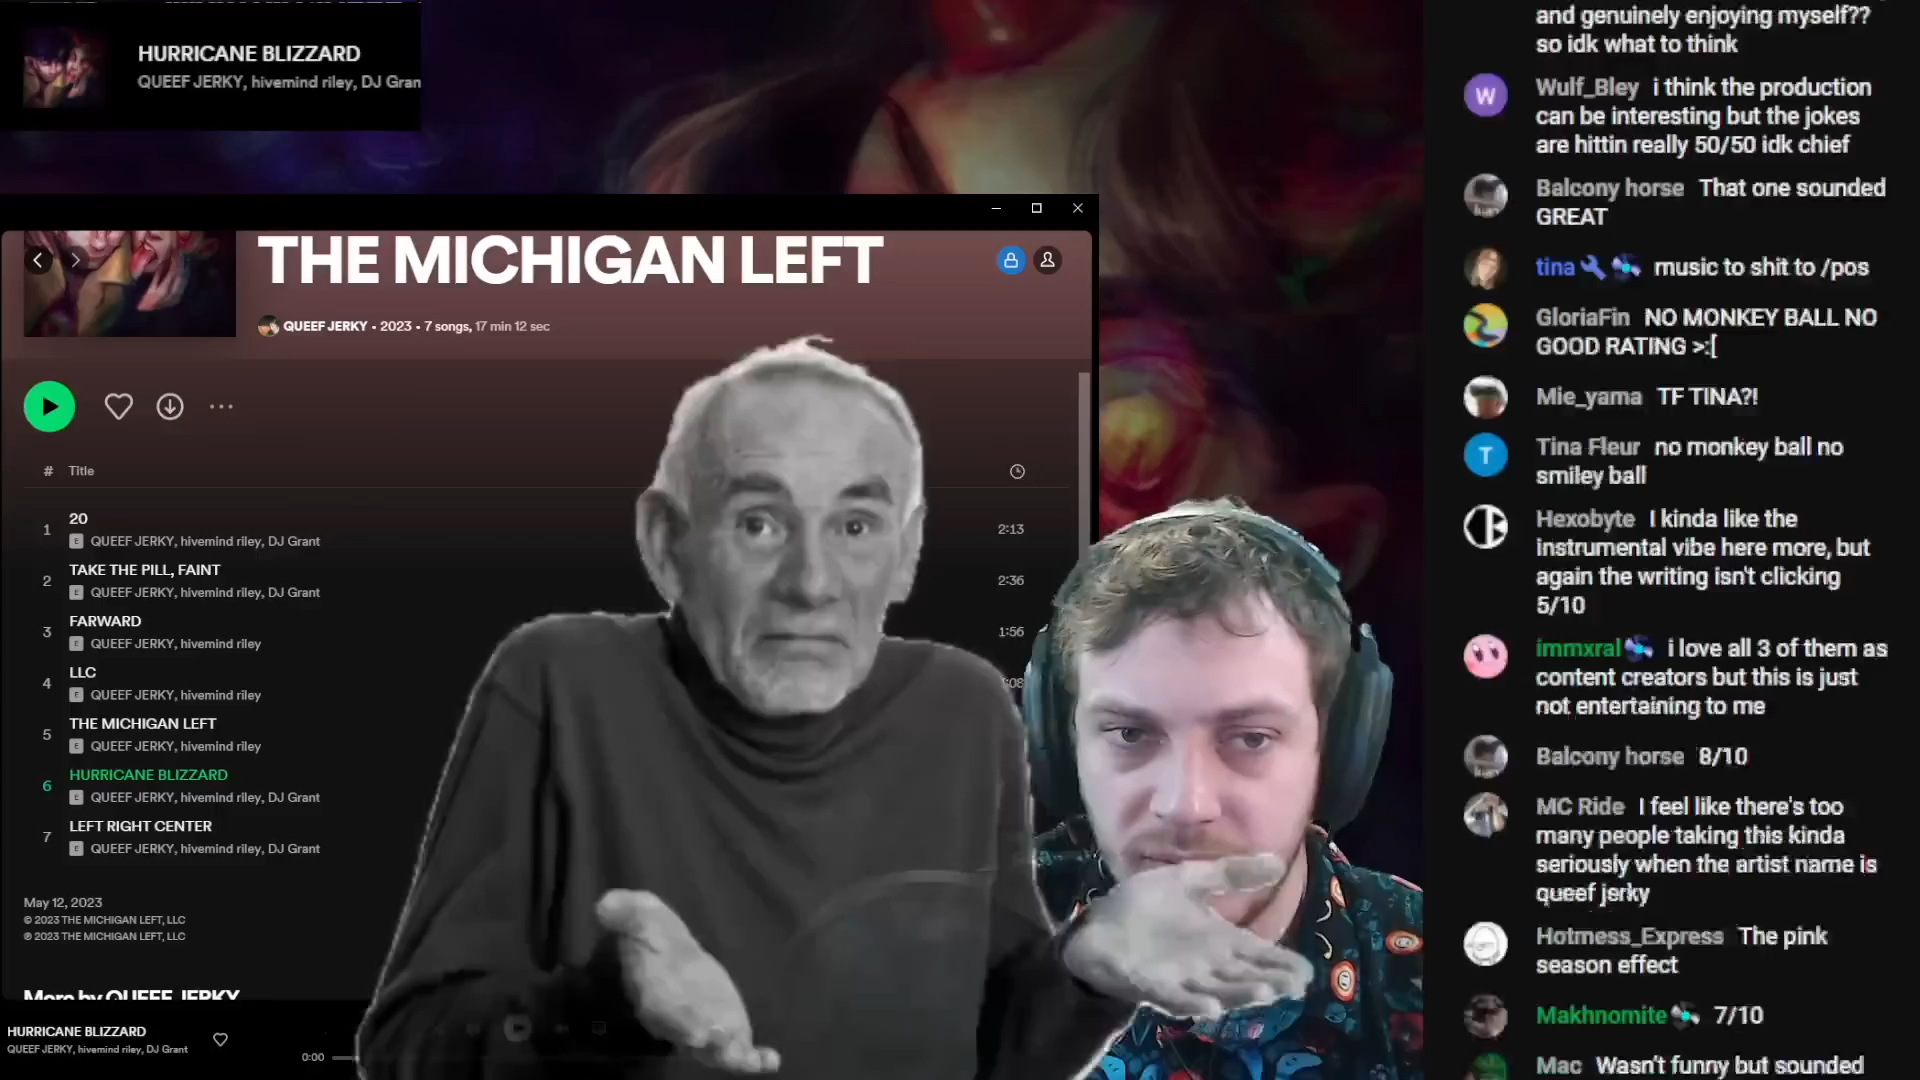 HURRICANE BLIZZARD
QUEEF JERKY, hivemind riley, DJ Gran
THE MICHIGAN LEFT
QUEEF JERKY • 2023 • 7 songs, 17 min 12 sec
# Title
1 20 2:13
E QUEEF JERKY, hivemind riley, DJ Grant
2 TAKE THE PILL, FAINT 2:36
E QUEEF JERKY, hivemind riley, DJ Grant
3 FARWARD 1:56
E QUEEF JERKY, hivemind riley
4 LLC :08
E QUEEF JERKY, hivemind riley
5 THE MICHIGAN LEFT
E QUEEF JERKY, hivemind riley
6 HURRICANE BLIZZARD
E QUEEF JERKY, hivemind riley, DJ Grant
7 LEFT RIGHT CENTER
E QUEEF JERKY, hivemind riley, DJ Grant
May 12, 2023
© 2023 THE MICHIGAN LEFT, LLC
℗ 2023 THE MICHIGAN LEFT, LLC
More by QUEEF JERKY
HURRICANE BLIZZARD
QUEEF JERKY, hivemind riley, DJ Grant
0:00
and genuinely enjoying myself??
so idk what to think
W Wulf_Bley i think the production
can be interesting but the jokes
are hittin really 50/50 idk chief
Balcony horse That one sounded
GREAT
tina music to shit to /pos
GloriaFin NO MONKEY BALL NO
GOOD RATING >:[
Mie_yama TF TINA?!
T Tina Fleur no monkey ball no
smiley ball
Hexobyte I kinda like the
instrumental vibe here more, but
again the writing isn't clicking
5/10
immxral i love all 3 of them as
content creators but this is just
not entertaining to me
Balcony horse 8/10
MC Ride I feel like there's too
many people taking this kinda
seriously when the artist name is
queef jerky
Hotmess_Express The pink
season effect
Makhnomite 7/10
Mac Wasn't funny but sounded